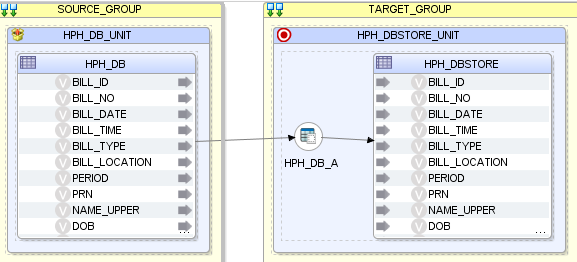 SOURCE_GROUP
HPH_DB_UNIT
HPH_DB
V BILL_ID
V BILL_NO
V BILL_DATE
V BILL_TIME
V BILL_TYPE
V BILL_LOCATION
V PERIOD
V PRN
V NAME_UPPER
V DOB
...
HPH_DB_A
TARGET_GROUP
HPH_DBSTORE_UNIT
HPH_DBSTORE
V BILL_ID
V BILL_NO
V BILL_DATE
V BILL_TIME
V BILL_TYPE
V BILL_LOCATION
V PERIOD
V PRN
V NAME_UPPER
V DOB
...